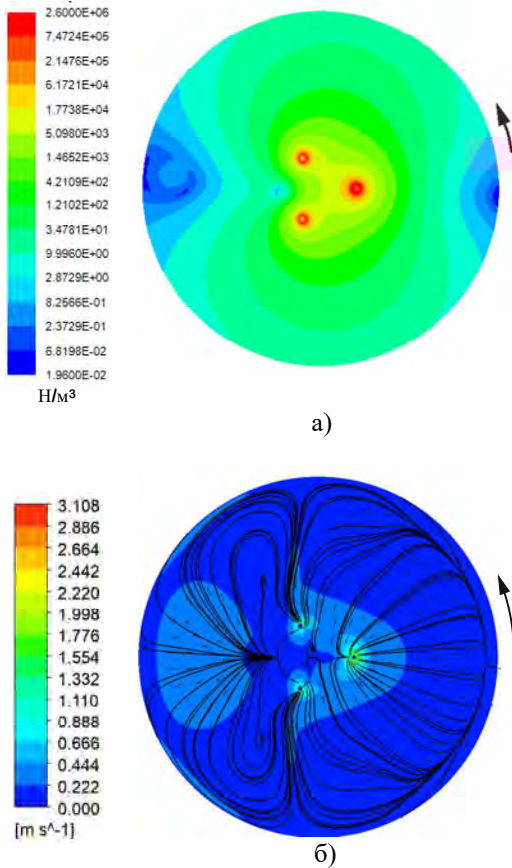 2.6000E+06
7.4724E+05
2.1476E+05
6.1721E+04
1.7738E+04
5.0980E+03
1.4652E+03
4.2109E+02
1.2102E+02
3.4781E+01
9.9960E+00
2.8729E+00
8.2566E-01
2.3729E-01
6.8198E-02
1.9600E-02
Н/м³
а)
3.108
2.886
2.664
2.442
2.220
1.998
1.776
1.554
1.332
1.110
0.888
0.666
0.444
0.222
0.000
[m s^-1]
б)